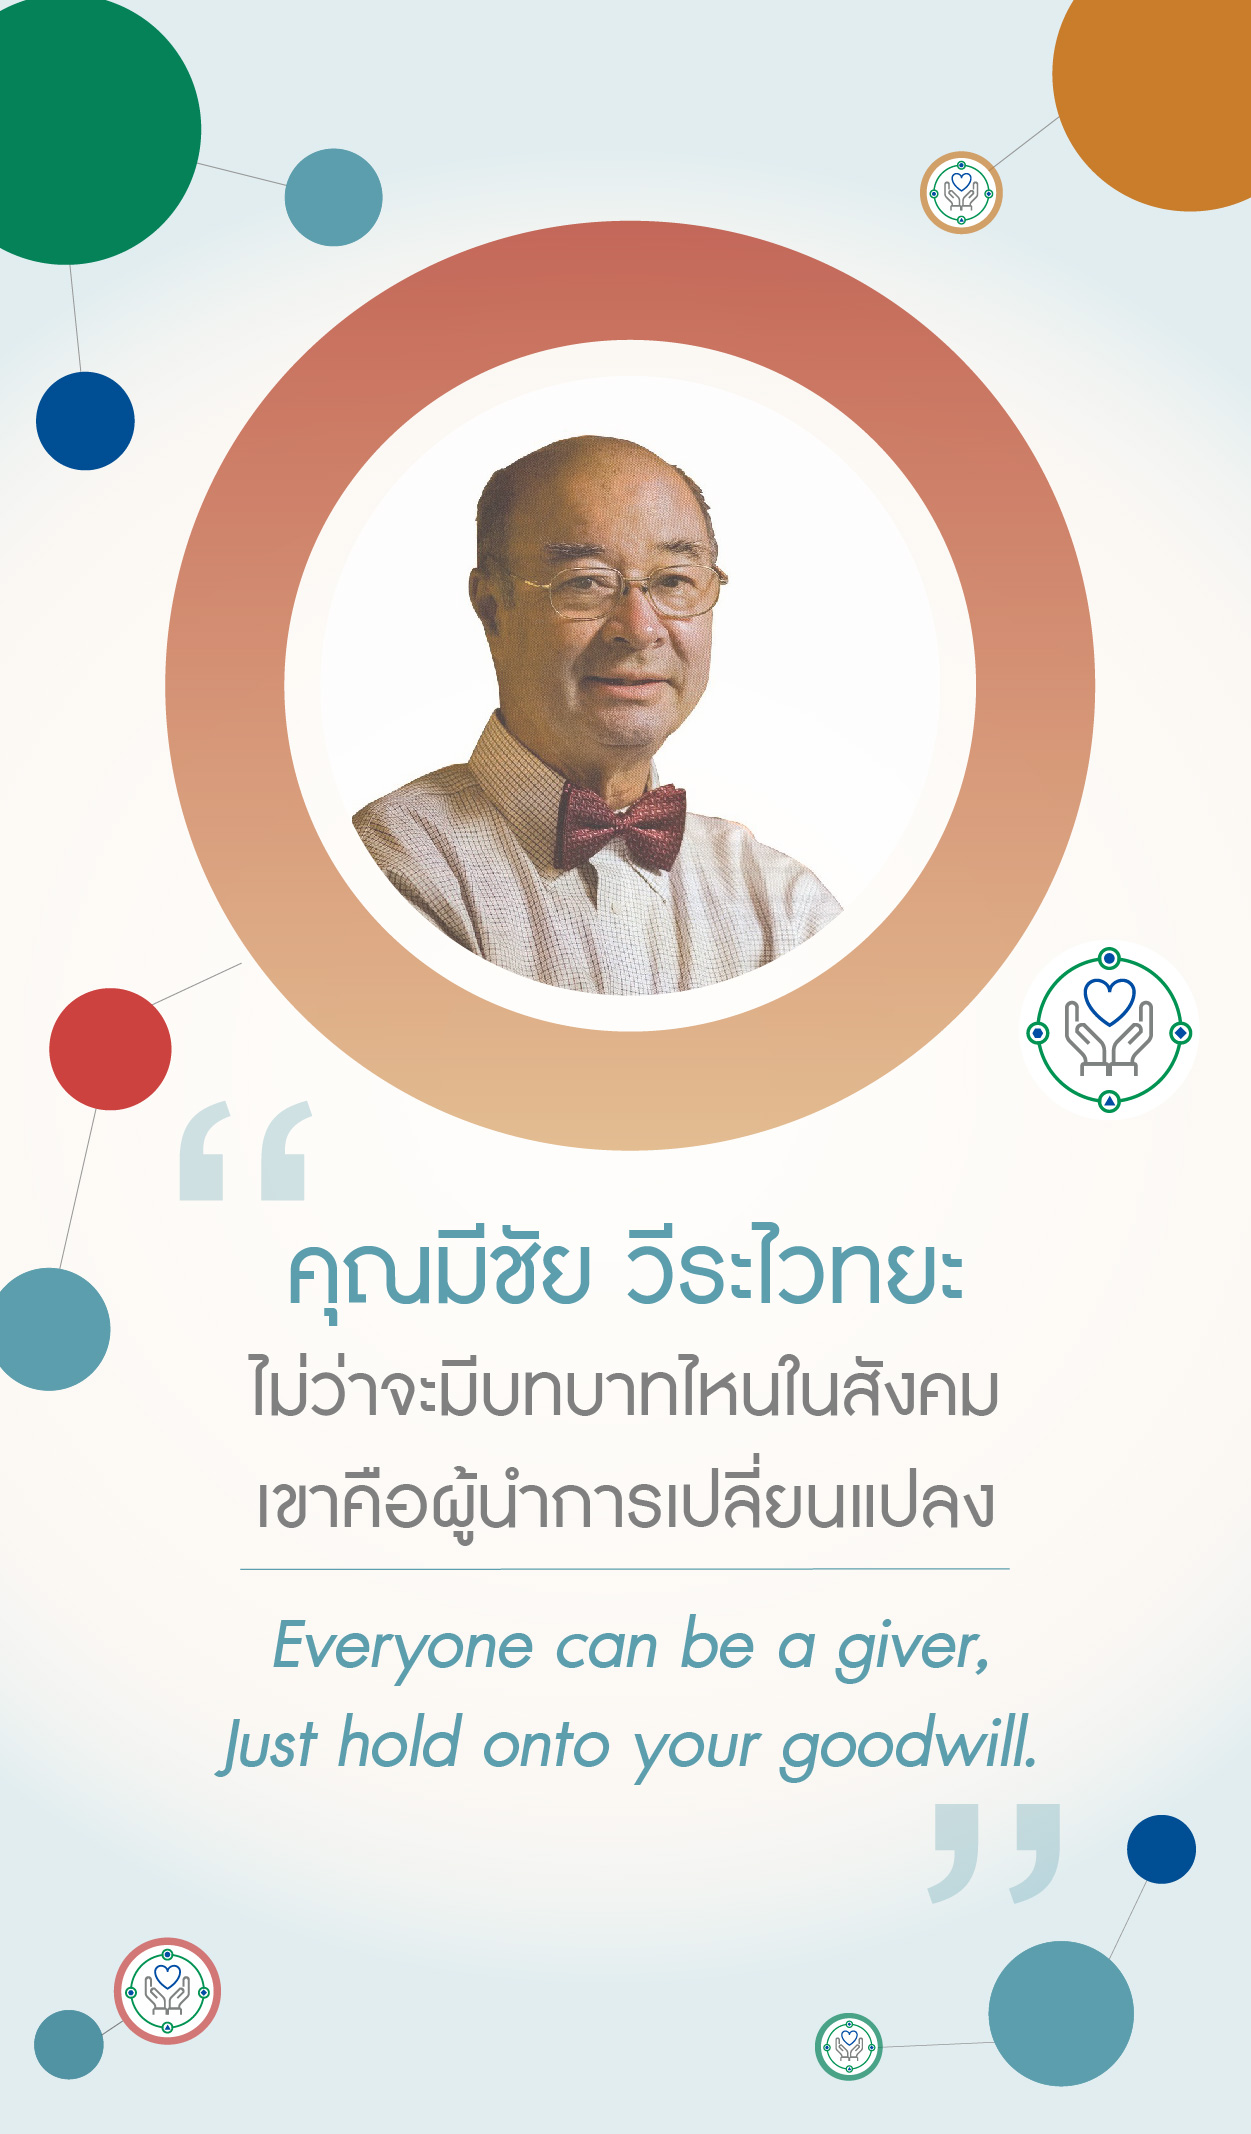 “
คุณมีชัย วีระไวทยะ
ไม่ว่าจะมีบทบาทไหนในสังคม
เขาคือผู้นำการเปลี่ยนแปลง
Everyone can be a giver,
Just hold onto your goodwill.
”